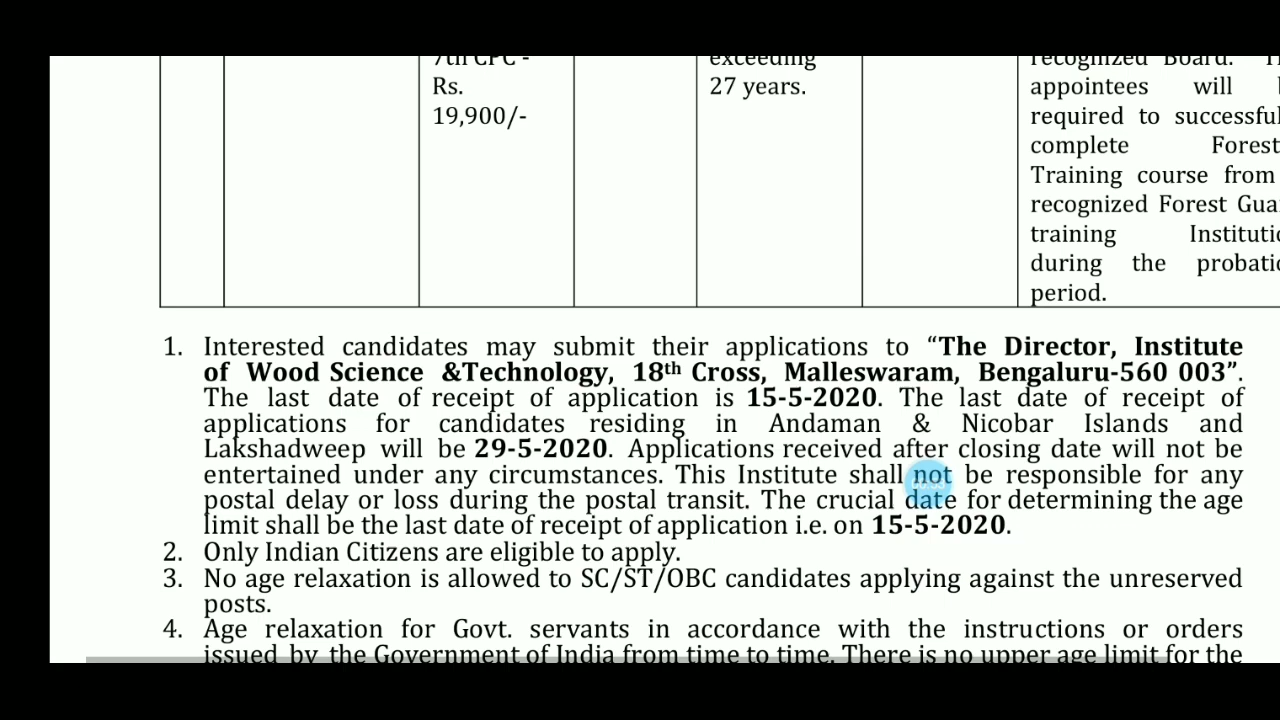 7th CPC -
Rs.
19,900/-
exceeding
27 years.
recognized Board.
appointees will
required to
complete
Training course from
recognized Forest
training
during the
period.
1. Interested candidates may submit their applications to “The Director, Institute
of Wood Science &Technology, 18th Cross, Malleswaram, Bengaluru-560 003”.
The last date of receipt of application is 15-5-2020. The last date of receipt of
applications for candidates residing in Andaman & Nicobar Islands and
Lakshadweep will be 29-5-2020. Applications received after closing date will not be
entertained under any circumstances. This Institute shall not be responsible for any
postal delay or loss during the postal transit. The crucial date for determining the age
limit shall be the last date of receipt of application i.e. on 15-5-2020.
2. Only Indian Citizens are eligible to apply.
3. No age relaxation is allowed to SC/ST/OBC candidates applying against the unreserved
posts.
4. Age relaxation for Govt. servants in accordance with the instructions or orders
issued by the Government of India from time to time. There is no upper age limit for the